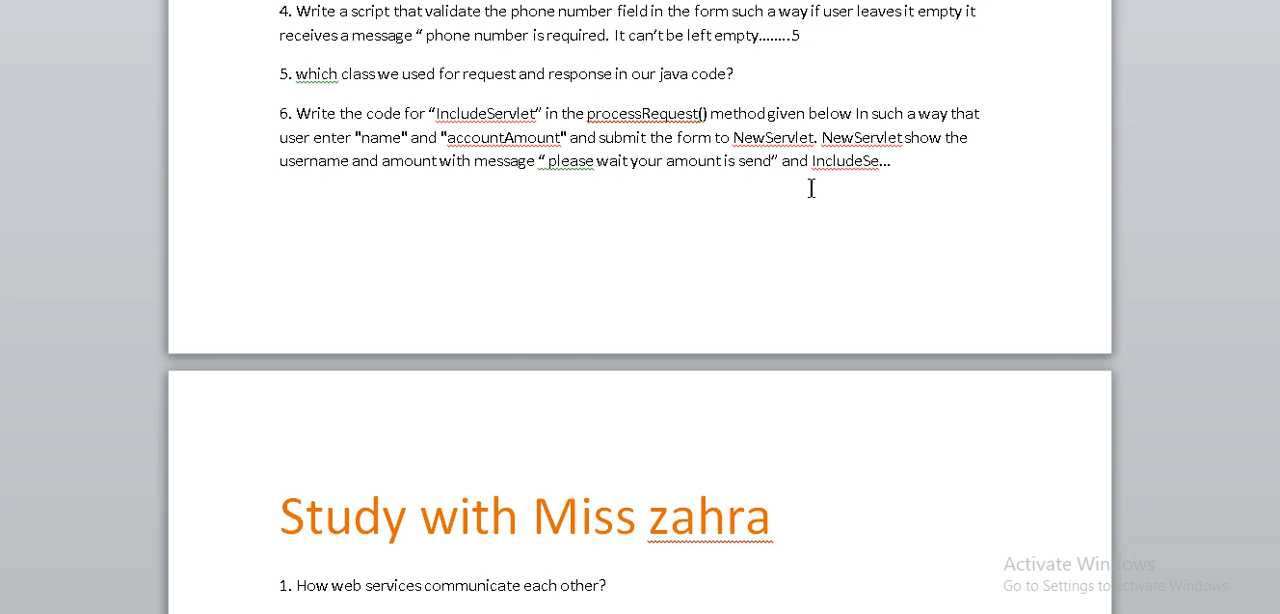 4. Write a script that validate the phone number field in the form such a way if user leaves it empty it
receives a message “ phone number is required. It can’t be left empty........5
5. which class we used for request and response in our java code?
6. Write the code for “IncludeServlet” in the processRequest() method given below In such a way that
user enter "name" and "accountAmount" and submit the form to NewServlet. NewServlet show the
username and amount with message “ please wait your amount is send” and IncludeSe...
Study with Miss zahra
1. How web services communicate each other?
Activate Windows
Go to Settings to activate Windows.